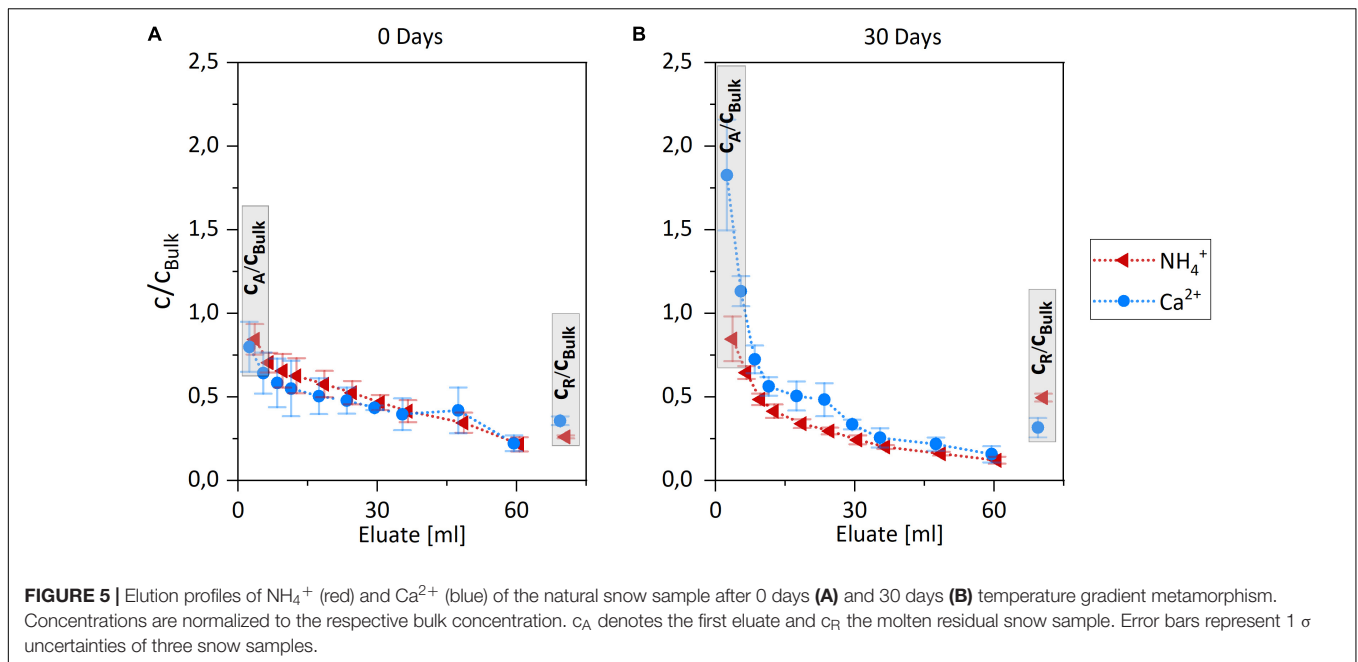 A
0 Days
B
30 Days
2,5
2,0
1,5
1,0
0,5
0,0
c/c_Bulk
c_A/c_Bulk
c_R/c_Bulk
0
30
60
Eluate [ml]
2,5
2,0
1,5
1,0
0,5
0,0
c_A/c_Bulk
c_R/c_Bulk
0
30
60
Eluate [ml]
NH₄⁺
Ca²⁺
FIGURE 5 | Elution profiles of NH₄⁺ (red) and Ca²⁺ (blue) of the natural snow sample after 0 days (A) and 30 days (B) temperature gradient metamorphism.
Concentrations are normalized to the respective bulk concentration. c_A denotes the first eluate and c_R the molten residual snow sample. Error bars represent 1 σ
uncertainties of three snow samples.